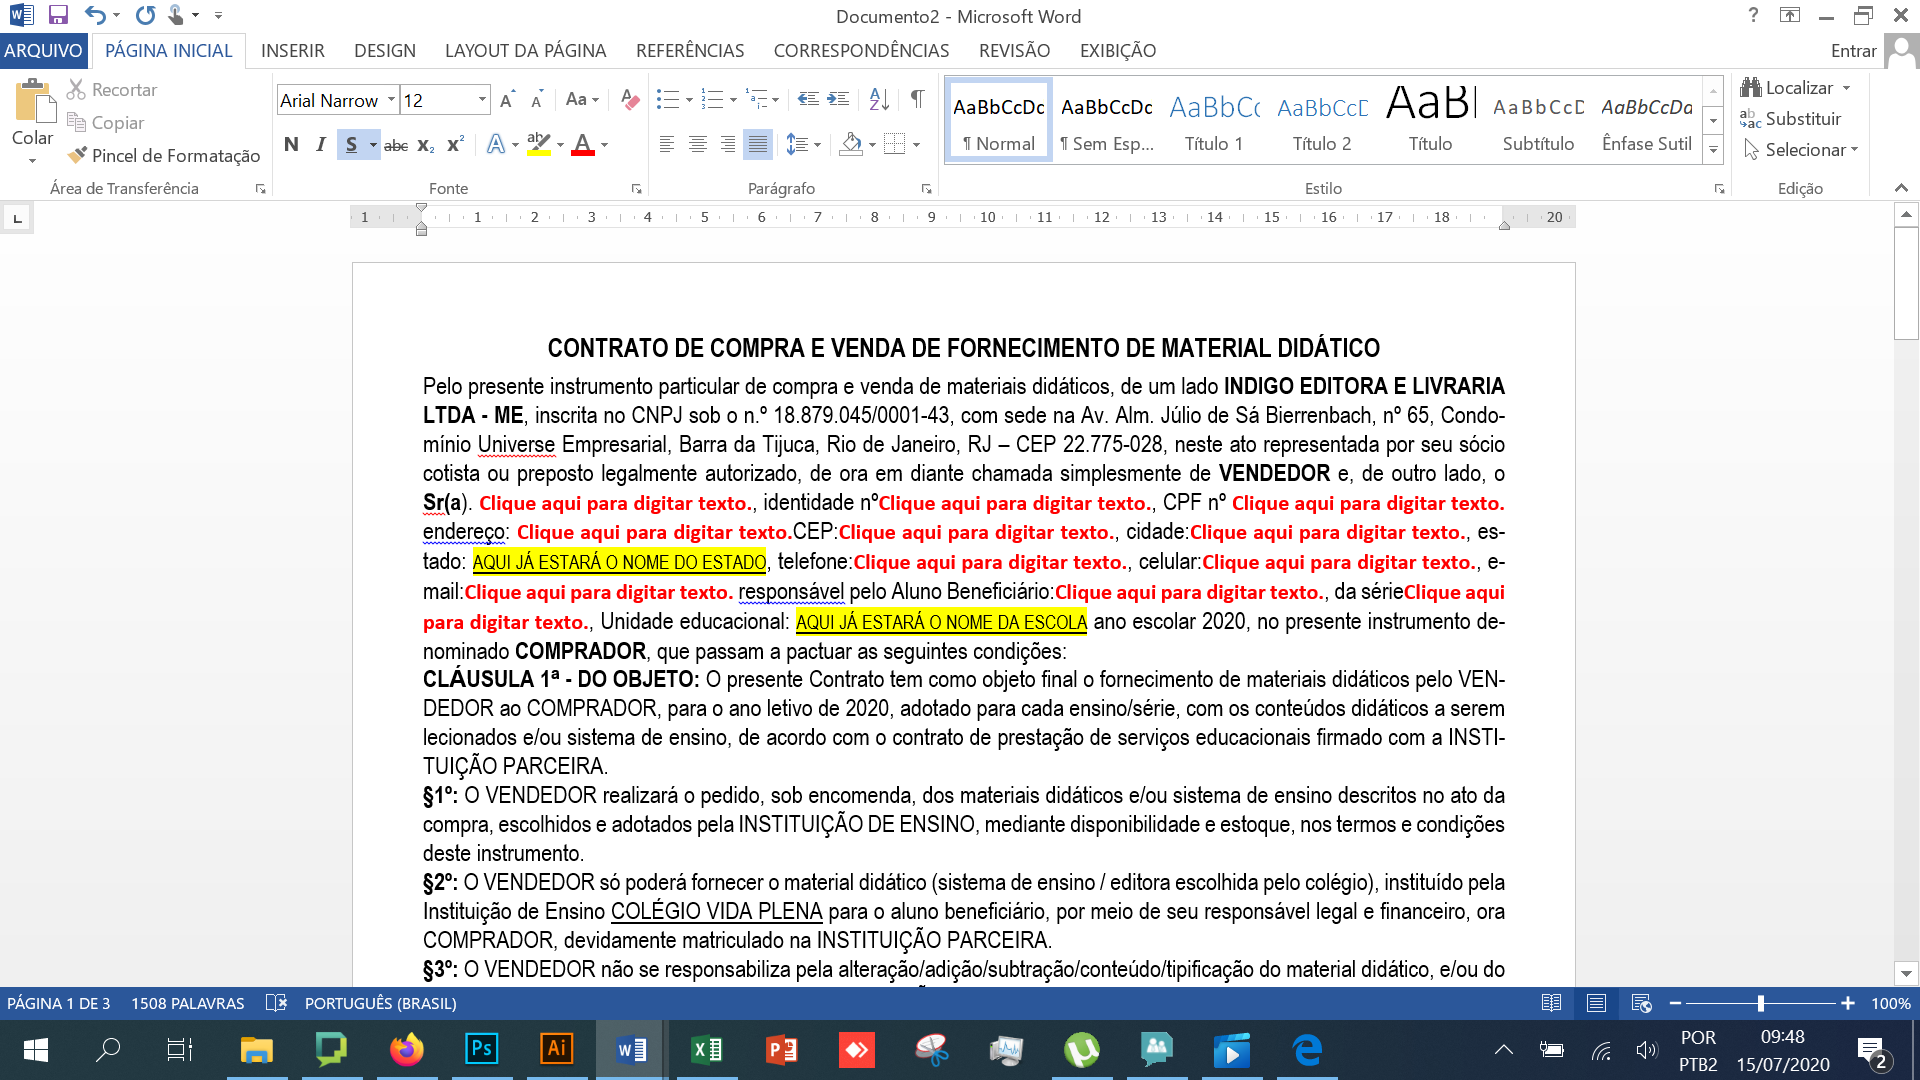 Documento2 - Microsoft Word
ARQUIVO PÁGINA INICIAL INSERIR DESIGN LAYOUT DA PÁGINA REFERÊNCIAS CORRESPONDÊNCIAS REVISÃO EXIBIÇÃO Entrar
Colar
Recortar
Copiar
Pincel de Formatação
Área de Transferência
Arial Narrow 12
N I S abc x₂ x²
Fonte
Parágrafo
AaBbCcDc AaBbCcDc AaBbC AaBbCcD AaB AaBbCcD AaBbCcDa
¶ Normal ¶ Sem Esp... Título 1 Título 2 Título Subtítulo Ênfase Sutil
Estilo
Localizar
Substituir
Selecionar
Edição
1 1 2 3 4 5 6 7 8 9 10 11 12 13 14 15 16 17 18 20
CONTRATO DE COMPRA E VENDA DE FORNECIMENTO DE MATERIAL DIDÁTICO
Pelo presente instrumento particular de compra e venda de materiais didáticos, de um lado INDIGO EDITORA E LIVRARIA
LTDA - ME, inscrita no CNPJ sob o n.º 18.879.045/0001-43, com sede na Av. Alm. Júlio de Sá Bierrenbach, nº 65, Condo-
mínio Universe Empresarial, Barra da Tijuca, Rio de Janeiro, RJ – CEP 22.775-028, neste ato representada por seu sócio
cotista ou preposto legalmente autorizado, de ora em diante chamada simplesmente de VENDEDOR e, de outro lado, o
Sr(a). Clique aqui para digitar texto., identidade nºClique aqui para digitar texto., CPF nº Clique aqui para digitar texto.
endereço: Clique aqui para digitar texto.CEP:Clique aqui para digitar texto., cidade:Clique aqui para digitar texto., es-
tado: AQUI JÁ ESTARÁ O NOME DO ESTADO, telefone:Clique aqui para digitar texto., celular:Clique aqui para digitar texto., e-
mail:Clique aqui para digitar texto. responsável pelo Aluno Beneficiário:Clique aqui para digitar texto., da sérieClique aqui
para digitar texto., Unidade educacional: AQUI JÁ ESTARÁ O NOME DA ESCOLA ano escolar 2020, no presente instrumento de-
nominado COMPRADOR, que passam a pactuar as seguintes condições:
CLÁUSULA 1ª - DO OBJETO: O presente Contrato tem como objeto final o fornecimento de materiais didáticos pelo VEN-
DEDOR ao COMPRADOR, para o ano letivo de 2020, adotado para cada ensino/série, com os conteúdos didáticos a serem
lecionados e/ou sistema de ensino, de acordo com o contrato de prestação de serviços educacionais firmado com a INSTI-
TUIÇÃO PARCEIRA.
§1º: O VENDEDOR realizará o pedido, sob encomenda, dos materiais didáticos e/ou sistema de ensino descritos no ato da
compra, escolhidos e adotados pela INSTITUIÇÃO DE ENSINO, mediante disponibilidade e estoque, nos termos e condições
deste instrumento.
§2º: O VENDEDOR só poderá fornecer o material didático (sistema de ensino / editora escolhida pelo colégio), instituído pela
Instituição de Ensino COLÉGIO VIDA PLENA para o aluno beneficiário, por meio de seu responsável legal e financeiro, ora
COMPRADOR, devidamente matriculado na INSTITUIÇÃO PARCEIRA.
§3º: O VENDEDOR não se responsabiliza pela alteração/adição/subtração/conteúdo/tipificação do material didático, e/ou do
PÁGINA 1 DE 3 1508 PALAVRAS PORTUGUÊS (BRASIL) 100%
POR 09:48
PTB2 15/07/2020 2